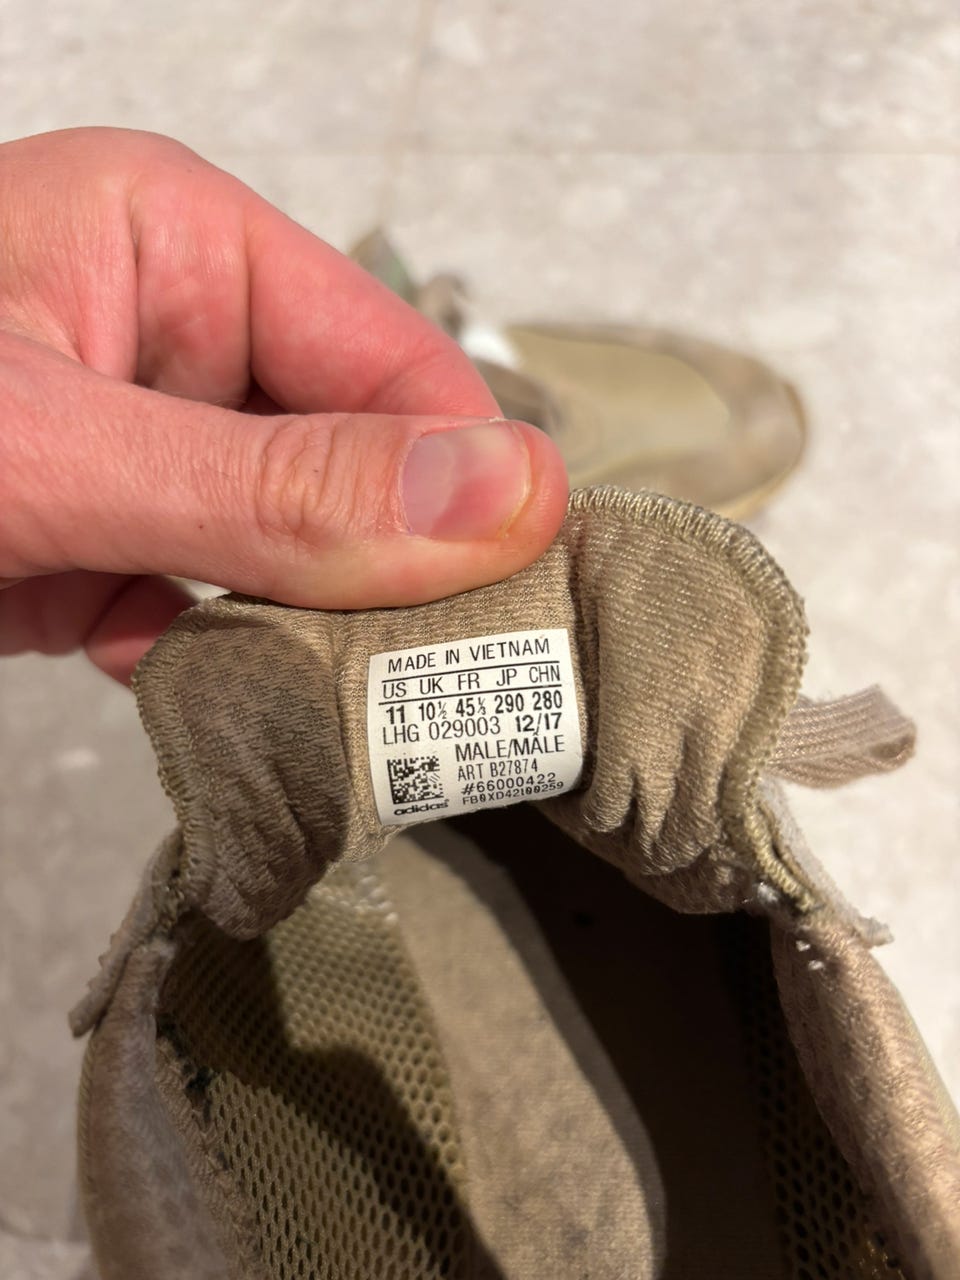 MADE IN VIETNAM
US UK FR JP CHN
11 10½ 45⅓ 290 280
LHG 029003 12/17
MALE/MÂLE
ART B27874
#66000422
FB0XD42100259
adidas